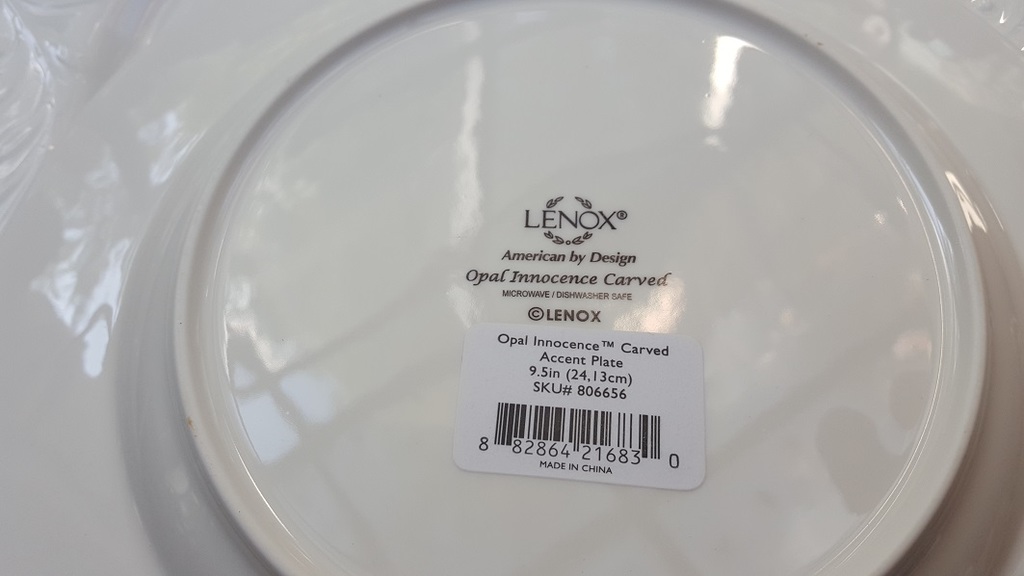 LENOX®
American by Design
Opal Innocence Carved
MICROWAVE / DISHWASHER SAFE
©LENOX
Opal Innocence™ Carved
Accent Plate
9.5in (24,13cm)
SKU# 806656
8 82864 21683 0
MADE IN CHINA